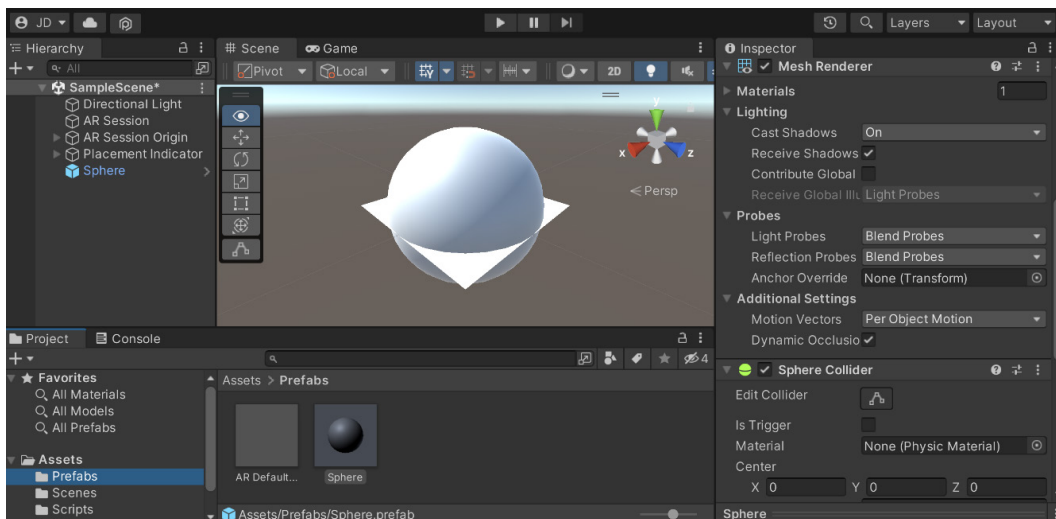 JD
Layers
Layout
Hierarchy
All
SampleScene*
Directional Light
AR Session
AR Session Origin
Placement Indicator
Sphere
Scene
Game
Pivot
Local
2D
y
x
z
Persp
Inspector
Mesh Renderer
Materials
1
Lighting
Cast Shadows
On
Receive Shadows
Contribute Global
Receive Global Illu
Light Probes
Probes
Light Probes
Blend Probes
Reflection Probes
Blend Probes
Anchor Override
None (Transform)
Additional Settings
Motion Vectors
Per Object Motion
Dynamic Occlusio
Sphere Collider
Edit Collider
Is Trigger
Material
None (Physic Material)
Center
X 0 Y 0 Z 0
Sphere
Project
Console
4
Favorites
All Materials
All Models
All Prefabs
Assets
Prefabs
Scenes
Scripts
Assets > Prefabs
AR Default...
Sphere
Assets/Prefabs/Sphere.prefab